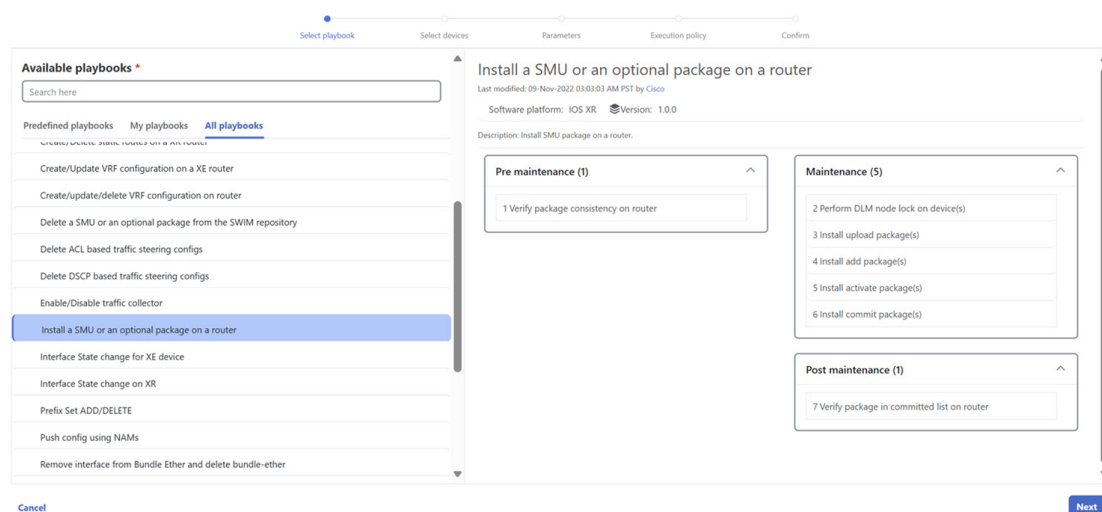 Select playbook
Select devices
Parameters
Execution policy
Confirm
Available playbooks *
Search here
Predefined playbooks My playbooks All playbooks
Create/Delete static routes on a XR router
Create/Update VRF configuration on a XE router
Create/update/delete VRF configuration on router
Delete a SMU or an optional package from the SWIM repository
Delete ACL based traffic steering configs
Delete DSCP based traffic steering configs
Enable/Disable traffic collector
Install a SMU or an optional package on a router
Interface State change for XE device
Interface State change on XR
Prefix Set ADD/DELETE
Push config using NAMs
Remove interface from Bundle Ether and delete bundle-ether
Install a SMU or an optional package on a router
Last modified: 09-Nov-2022 03:03:03 AM PST by Cisco
Software platform: IOS XR Version: 1.0.0
Description: Install SMU package on a router.
Pre maintenance (1)
1 Verify package consistency on router
Maintenance (5)
2 Perform DLM node lock on device(s)
3 Install upload package(s)
4 Install add package(s)
5 Install activate package(s)
6 Install commit package(s)
Post maintenance (1)
7 Verify package in committed list on router
Cancel
Next